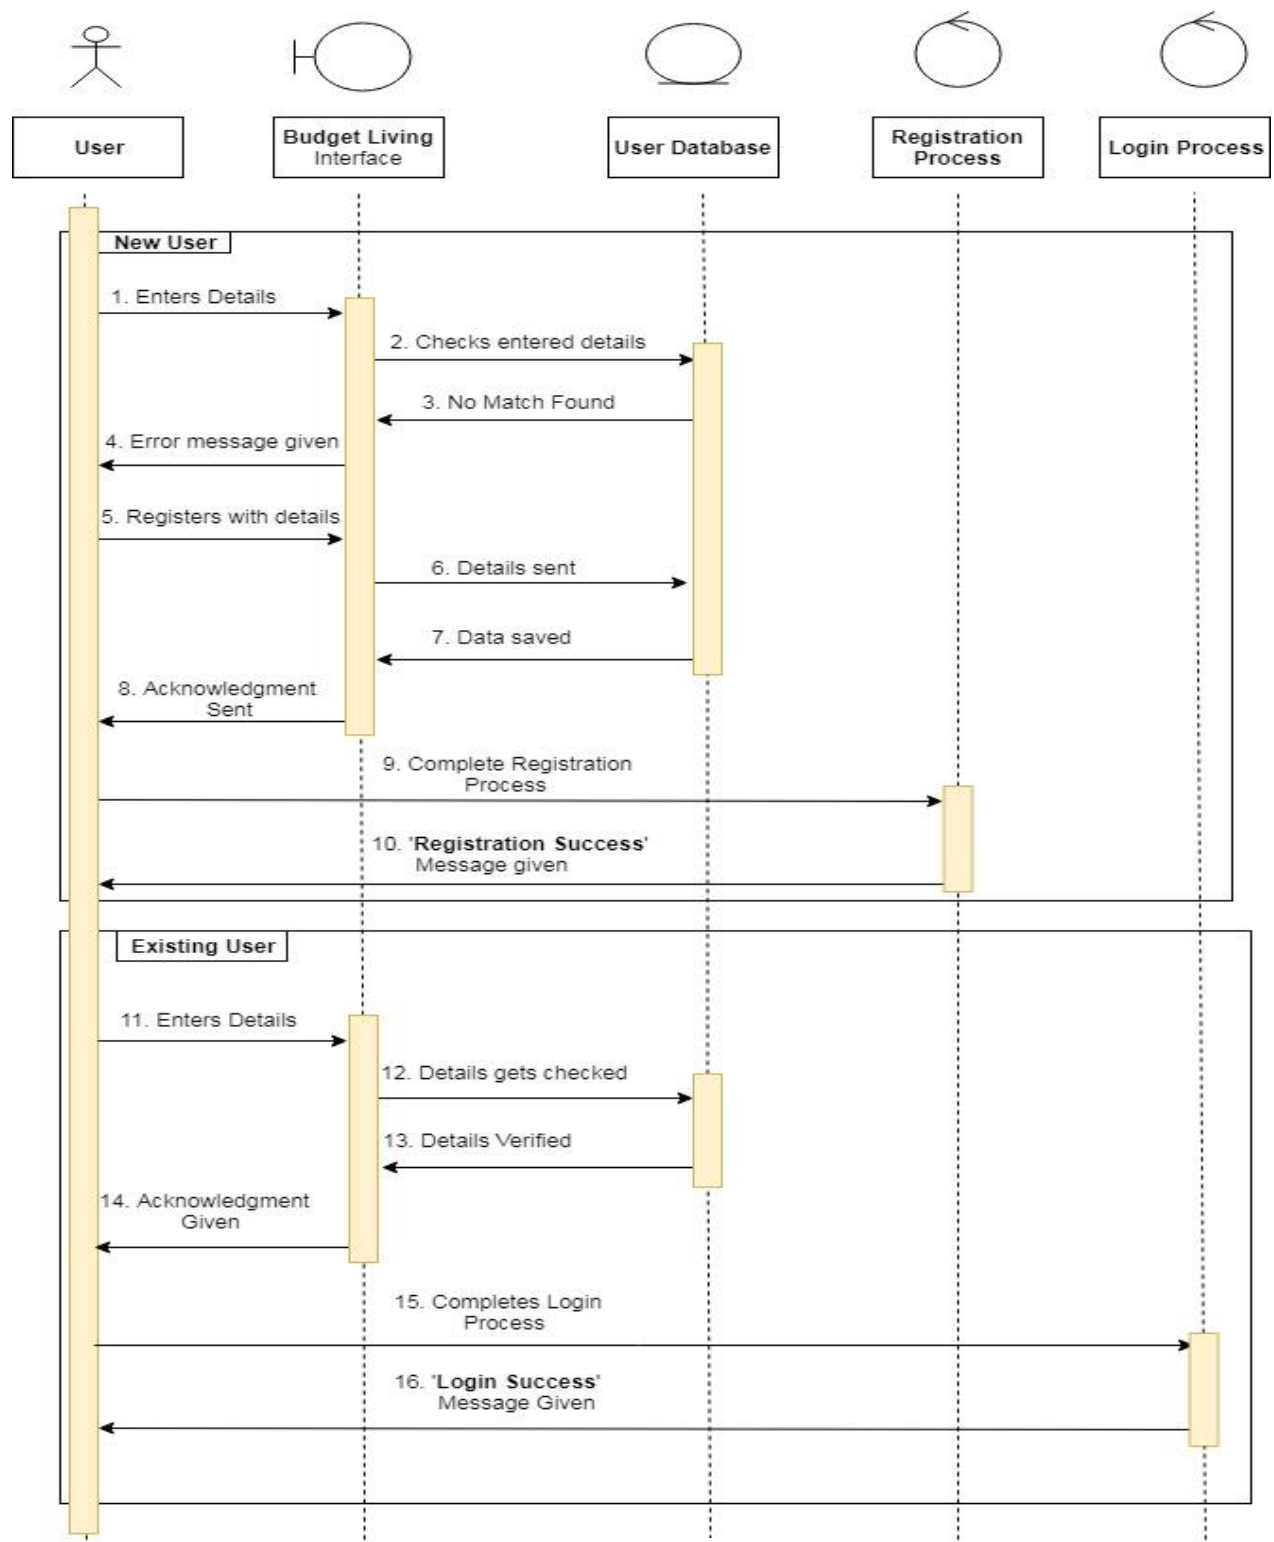 User
Budget Living
Interface
User Database
Registration
Process
Login Process
New User
1. Enters Details
2. Checks entered details
3. No Match Found
4. Error message given
5. Registers with details
6. Details sent
7. Data saved
8. Acknowledgment
Sent
9. Complete Registration
Process
10. 'Registration Success'
Message given
Existing User
11. Enters Details
12. Details gets checked
13. Details Verified
14. Acknowledgment
Given
15. Completes Login
Process
16. 'Login Success'
Message Given